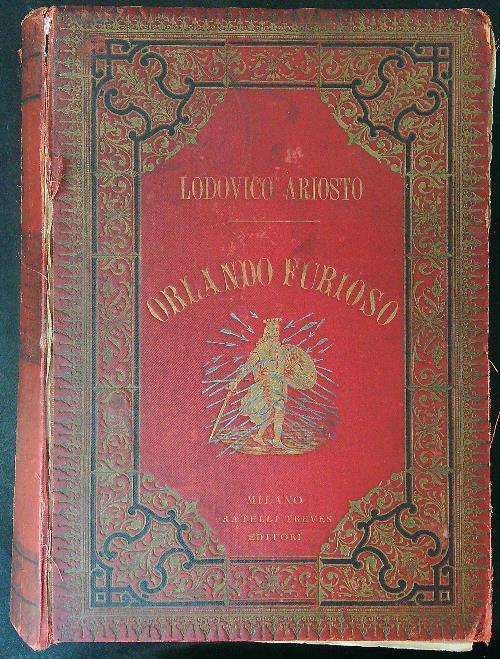 LODOVICO ARIOSTO
ORLANDO FURIOSO
MILANO
FRATELLI TREVES
EDITORI